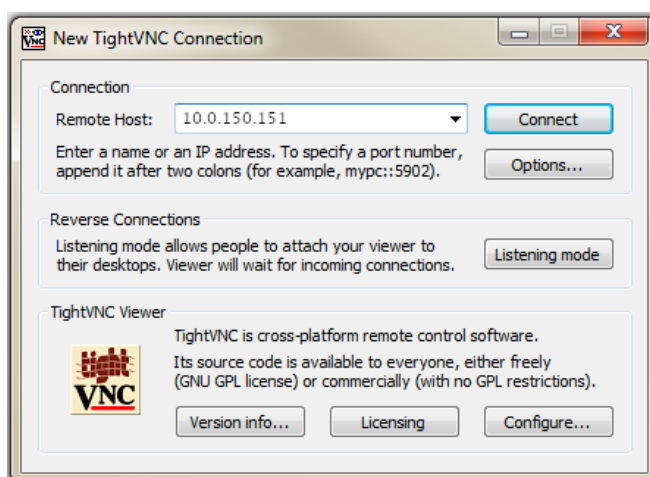 New TightVNC Connection
Connection
Remote Host: 10.0.150.151 Connect
Enter a name or an IP address. To specify a port number,
append it after two colons (for example, mypc::5902). Options...
Reverse Connections
Listening mode allows people to attach your viewer to
their desktops. Viewer will wait for incoming connections. Listening mode
TightVNC Viewer
TightVNC is cross-platform remote control software.
Its source code is available to everyone, either freely
(GNU GPL license) or commercially (with no GPL restrictions).
tight
VNC
Version info... Licensing Configure...